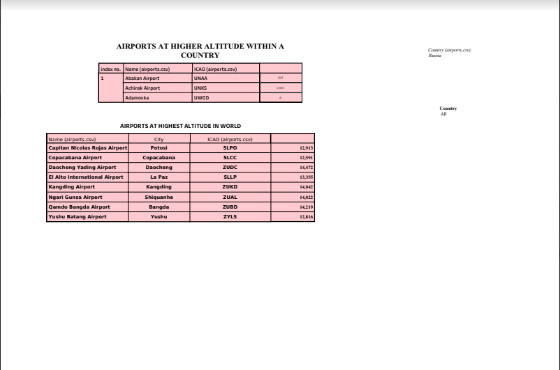 AIRPORTS AT HIGHER ALTITUDE WITHIN A
COUNTRY
Country (airports.csv)
Russia
Index no. Name (airports.csv) ICAO (airports.csv)
1 Abakan Airport UNAA
Achinsk Airport UNKS
Adamovka UWOD
Country
All
AIRPORTS AT HIGHEST ALTITUDE IN WORLD
Name (airports.csv) City ICAO (airports.csv)
Capitan Nicolas Rojas Airport Potosi SLPO 12,913
Copacabana Airport Copacabana SLCC 12,591
Daocheng Yading Airport Daocheng ZUDC 14,472
El Alto International Airport La Paz SLLP 13,355
Kangding Airport Kangding ZUKD 14,042
Ngari Gunsa Airport Shiquanhe ZUAL 14,022
Qamdo Bangda Airport Bangda ZUBD 14,219
Yushu Batang Airport Yushu ZYLS 12,816